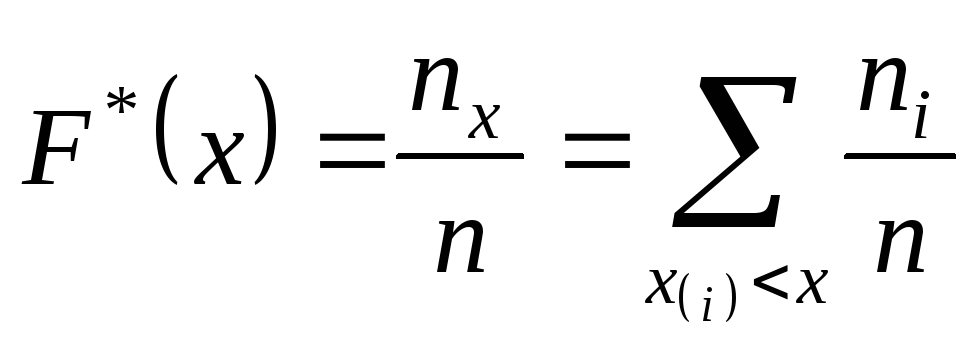 F*(x) = n_x/n = ∑_{x_(i)<x} n_i/n